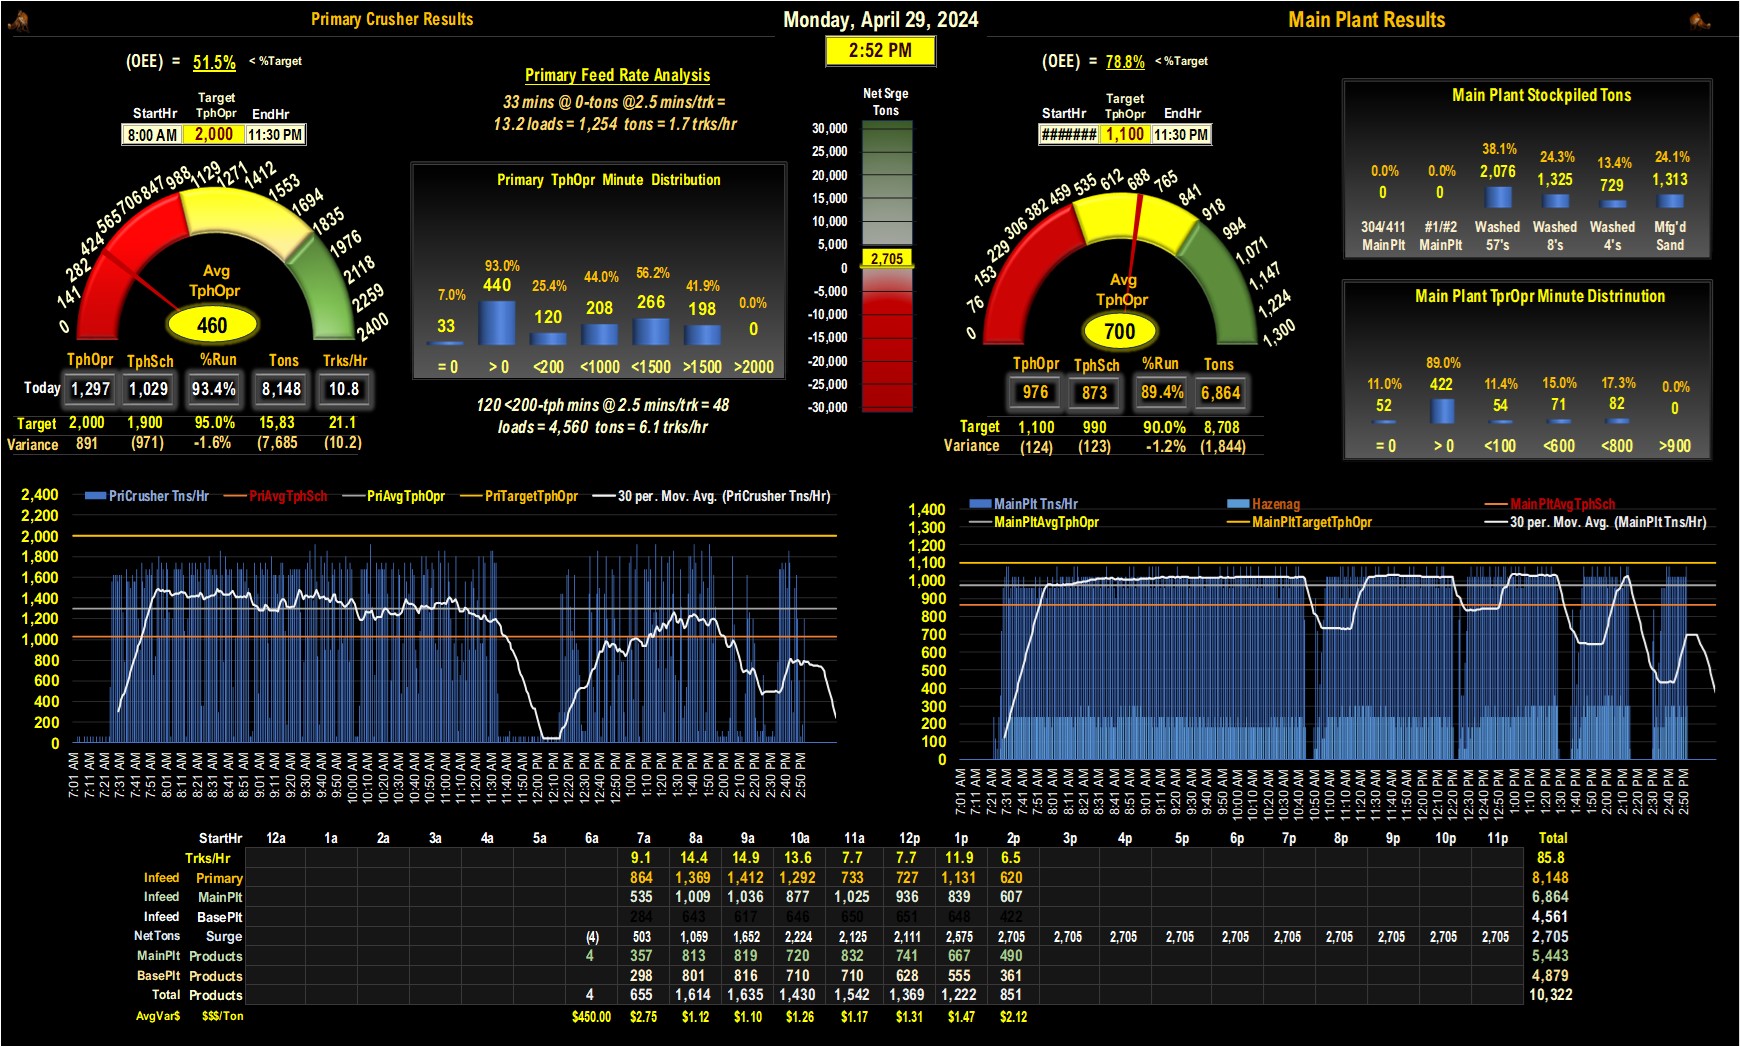 Primary Crusher Results
Monday, April 29, 2024
Main Plant Results
2:52 PM
(OEE) = 51.5% < %Target
StartHr Target TphOpr EndHr
8:00 AM 2,000 11:30 PM
Primary Feed Rate Analysis
33 mins @ 0-tons @2.5 mins/trk =
13.2 loads = 1,254 tons = 1.7 trks/hr
0 141 282 424 565 706 847 988 1129 1271 1412 1553 1694 1835 1976 2118 2259 2400
Avg
TphOpr
460
TphOpr TphSch %Run Tons Trks/Hr
Today 1,297 1,029 93.4% 8,148 10.8
Target 2,000 1,900 95.0% 15,83 21.1
Variance 891 (971) -1.6% (7,685 (10.2)
Primary TphOpr Minute Distribution
7.0% 93.0% 25.4% 44.0% 56.2% 41.9% 0.0%
33 440 120 208 266 198 0
= 0 > 0 <200 <1000 <1500 >1500 >2000
120 <200-tph mins @ 2.5 mins/trk = 48
loads = 4,560 tons = 6.1 trks/hr
Net Srge
Tons
30,000
25,000
20,000
15,000
10,000
5,000
2,705
0
-5,000
-10,000
-15,000
-20,000
-25,000
-30,000
(OEE) = 78.8% < %Target
StartHr Target TphOpr EndHr
####### 1,100 11:30 PM
0 76 153 229 306 382 459 535 612 688 765 841 918 994 1,071 1,147 1,224 1,300
Avg
TphOpr
700
TphOpr TphSch %Run Tons
976 873 89.4% 6,864
Target 1,100 990 90.0% 8,708
Variance (124) (123) -1.2% (1,844)
Main Plant Stockpiled Tons
0.0% 0.0% 38.1% 24.3% 13.4% 24.1%
0 0 2,076 1,325 729 1,313
304/411 #1/#2 Washed Washed Washed Mfg'd
MainPlt MainPlt 57's 8's 4's Sand
Main Plant TprOpr Minute Distrinution
11.0% 89.0% 11.4% 15.0% 17.3% 0.0%
52 422 54 71 82 0
= 0 > 0 <100 <600 <800 >900
PriCrusher Tns/Hr PriAvgTphSch PriAvgTphOpr PriTargetTphOpr 30 per. Mov. Avg. (PriCrusher Tns/Hr)
2,400
2,200
2,000
1,800
1,600
1,400
1,200
1,000
800
600
400
200
0
7:01 AM 7:11 AM 7:21 AM 7:31 AM 7:41 AM 7:51 AM 8:01 AM 8:11 AM 8:21 AM 8:31 AM 8:41 AM 8:51 AM 9:01 AM 9:11 AM 9:20 AM 9:30 AM 9:40 AM 9:50 AM 10:00 AM 10:10 AM 10:20 AM 10:30 AM 10:40 AM 10:50 AM 11:00 AM 11:10 AM 11:20 AM 11:30 AM 11:40 AM 11:50 AM 12:00 PM 12:10 PM 12:20 PM 12:30 PM 12:40 PM 12:50 PM 1:00 PM 1:10 PM 1:20 PM 1:30 PM 1:40 PM 1:50 PM 2:00 PM 2:10 PM 2:20 PM 2:30 PM 2:40 PM 2:50 PM
MainPlt Tns/Hr Hazenag MainPltAvgTphSch
MainPltAvgTphOpr MainPltTargetTphOpr 30 per. Mov. Avg. (MainPlt Tns/Hr)
1,400
1,300
1,200
1,100
1,000
900
800
700
600
500
400
300
200
100
0
7:01 AM 7:11 AM 7:21 AM 7:31 AM 7:41 AM 7:51 AM 8:01 AM 8:11 AM 8:21 AM 8:31 AM 8:41 AM 8:51 AM 9:01 AM 9:11 AM 9:20 AM 9:30 AM 9:40 AM 9:50 AM 10:00 AM 10:10 AM 10:20 AM 10:30 AM 10:40 AM 10:50 AM 11:00 AM 11:10 AM 11:20 AM 11:30 AM 11:40 AM 11:50 AM 12:00 PM 12:10 PM 12:20 PM 12:30 PM 12:40 PM 12:50 PM 1:00 PM 1:10 PM 1:20 PM 1:30 PM 1:40 PM 1:50 PM 2:00 PM 2:10 PM 2:20 PM 2:30 PM 2:40 PM 2:50 PM
StartHr 12a 1a 2a 3a 4a 5a 6a 7a 8a 9a 10a 11a 12p 1p 2p 3p 4p 5p 6p 7p 8p 9p 10p 11p Total
Trks/Hr 9.1 14.4 14.9 13.6 7.7 7.7 11.9 6.5 85.8
Infeed Primary 864 1,369 1,412 1,292 733 727 1,131 620 8,148
Infeed MainPlt 535 1,009 1,036 877 1,025 936 839 607 6,864
Infeed BasePlt 284 643 617 646 650 651 648 422 4,561
NetTons Surge (4) 503 1,059 1,652 2,224 2,125 2,111 2,575 2,705 2,705 2,705 2,705 2,705 2,705 2,705 2,705 2,705 2,705 2,705
MainPlt Products 4 357 813 819 720 832 741 667 490 5,443
BasePlt Products 298 801 816 710 710 628 555 361 4,879
Total Products 4 655 1,614 1,635 1,430 1,542 1,369 1,222 851 10,322
AvgVar$ $$$/Ton $450.00 $2.75 $1.12 $1.10 $1.26 $1.17 $1.31 $1.47 $2.12